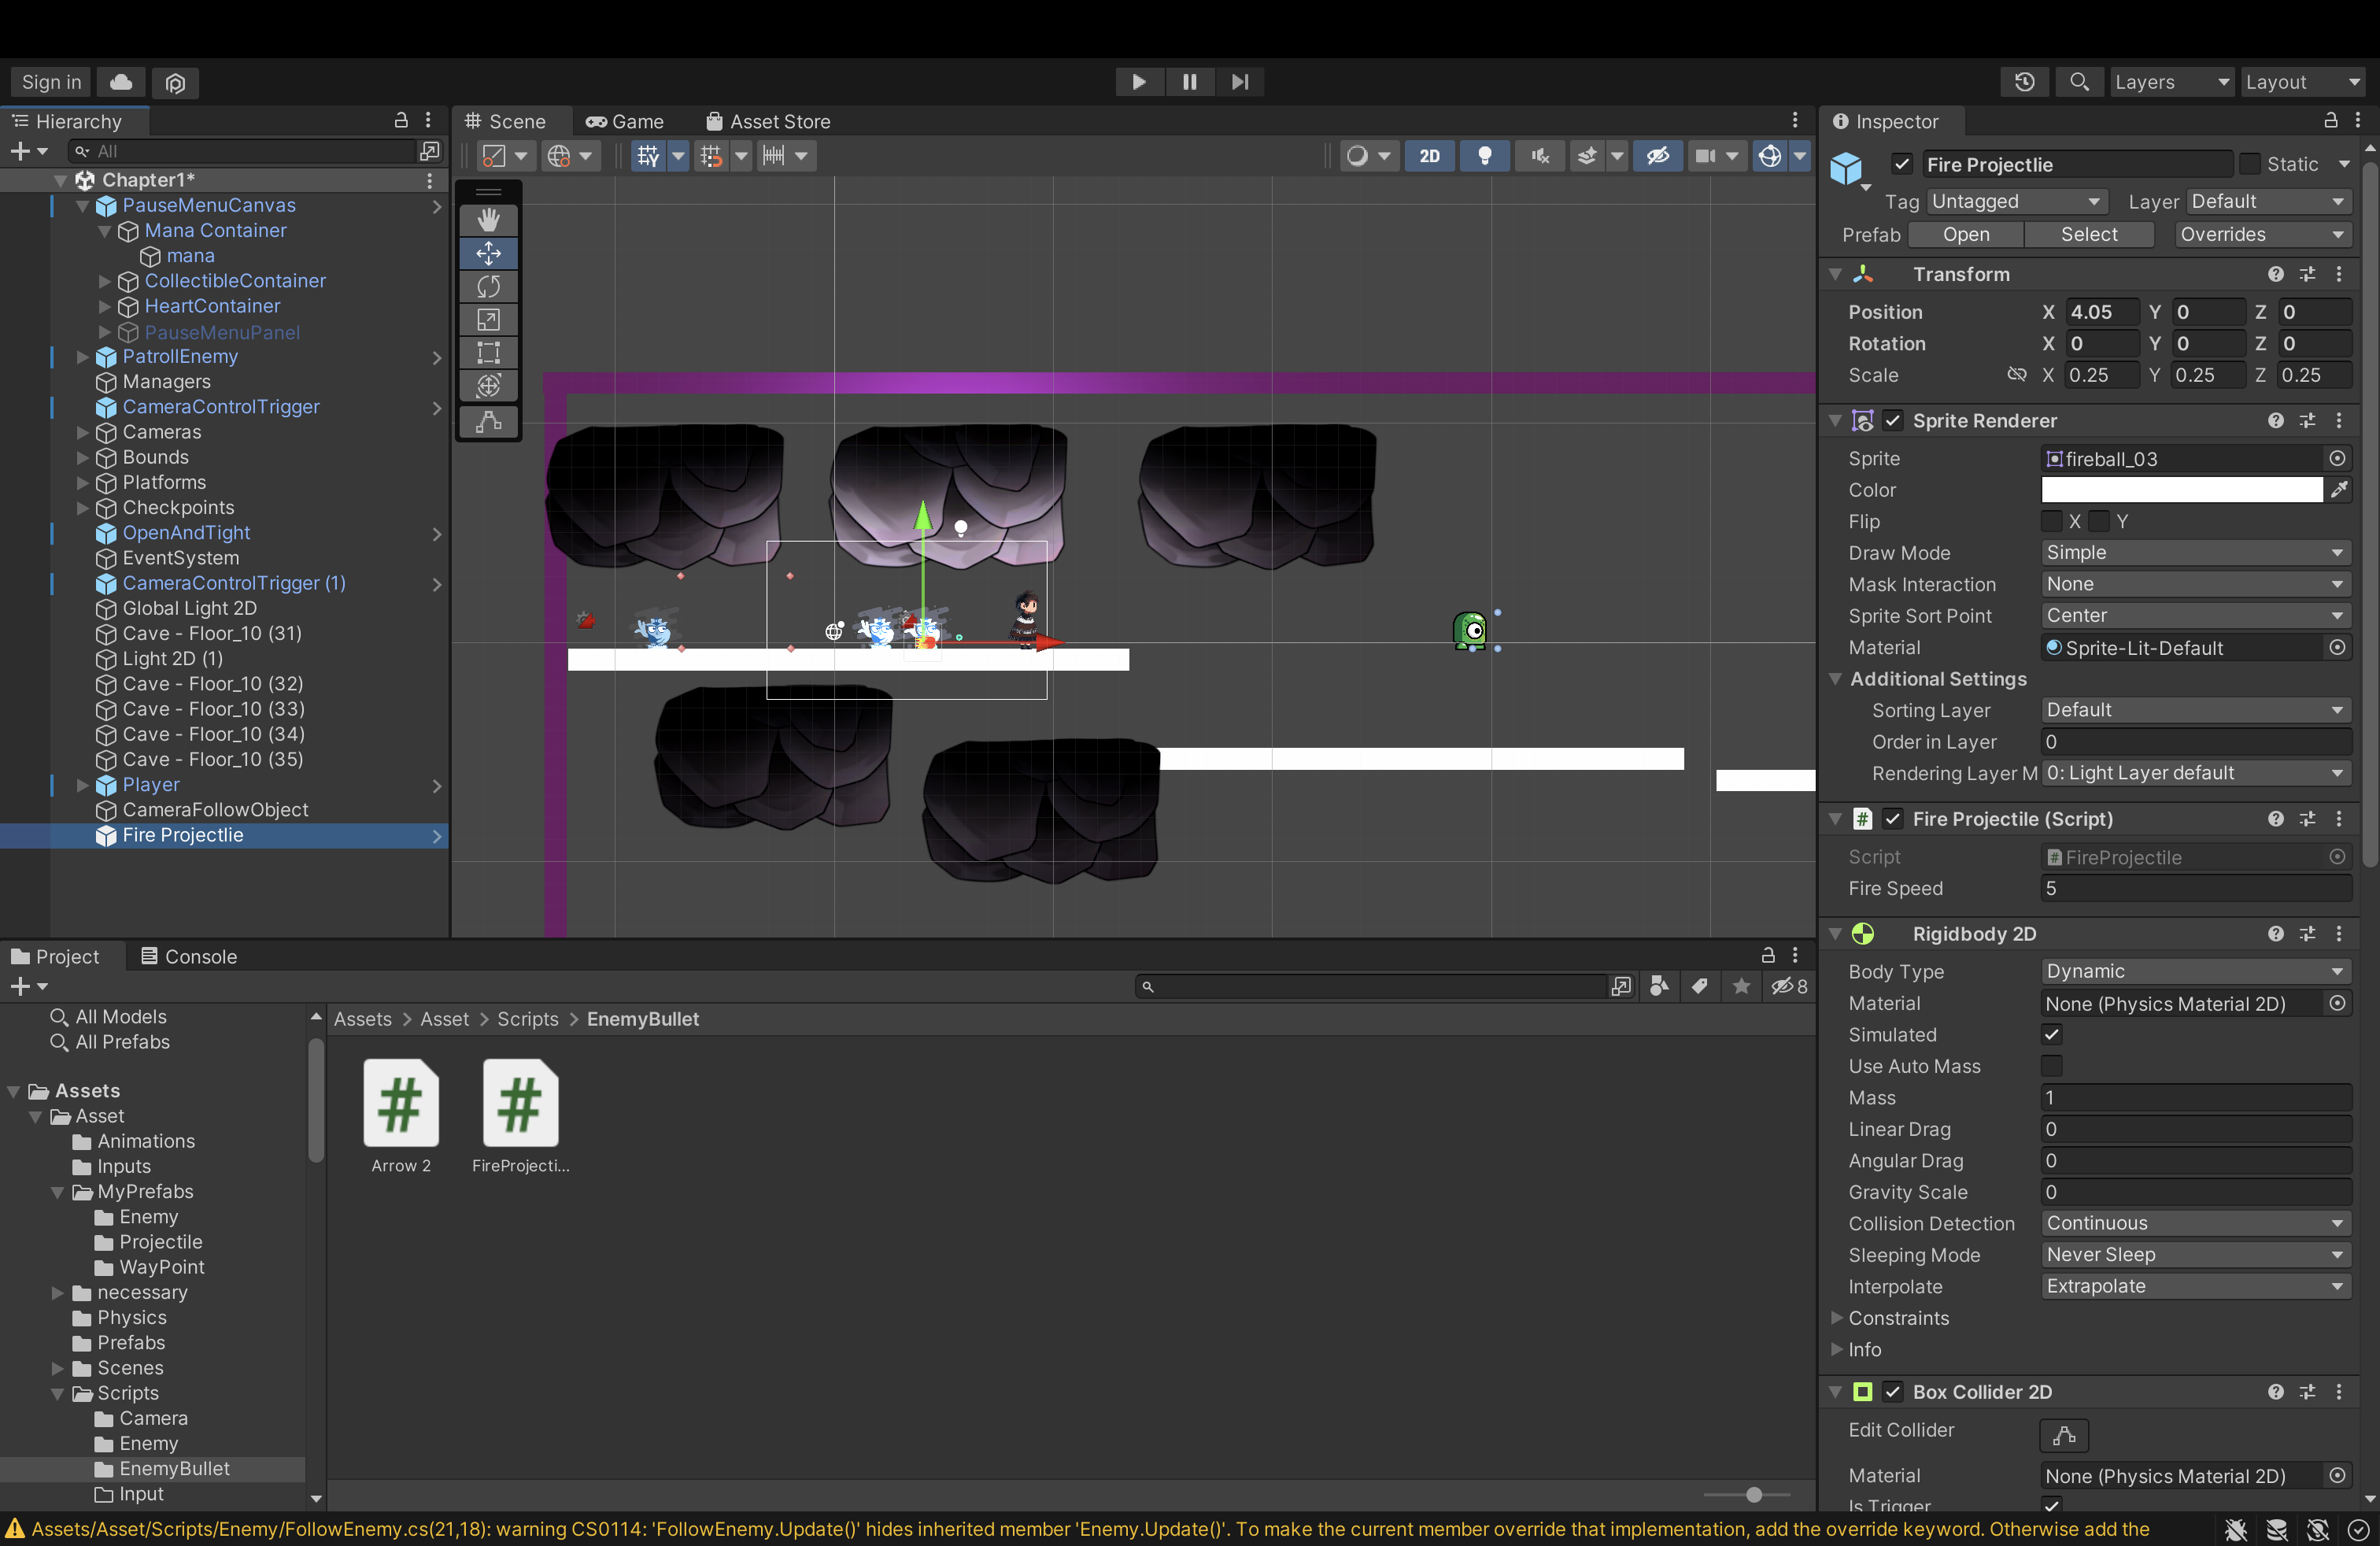 Sign in
Layers
Layout
Hierarchy
All
Chapter1*
PauseMenuCanvas
Mana Container
mana
CollectibleContainer
HeartContainer
PauseMenuPanel
PatrollEnemy
Managers
CameraControlTrigger
Cameras
Bounds
Platforms
Checkpoints
OpenAndTight
EventSystem
CameraControlTrigger (1)
Global Light 2D
Cave - Floor_10 (31)
Light 2D (1)
Cave - Floor_10 (32)
Cave - Floor_10 (33)
Cave - Floor_10 (34)
Cave - Floor_10 (35)
Player
CameraFollowObject
Fire Projectlie
Scene
Game
Asset Store
2D
Inspector
Fire Projectlie
Static
Tag Untagged Layer Default
Prefab Open Select Overrides
Transform
Position X 4.05 Y 0 Z 0
Rotation X 0 Y 0 Z 0
Scale X 0.25 Y 0.25 Z 0.25
Sprite Renderer
Sprite fireball_03
Color
Flip X Y
Draw Mode Simple
Mask Interaction None
Sprite Sort Point Center
Material Sprite-Lit-Default
Additional Settings
Sorting Layer Default
Order in Layer 0
Rendering Layer M 0: Light Layer default
Fire Projectile (Script)
Script FireProjectile
Fire Speed 5
Rigidbody 2D
Body Type Dynamic
Material None (Physics Material 2D)
Simulated
Use Auto Mass
Mass 1
Linear Drag 0
Angular Drag 0
Gravity Scale 0
Collision Detection Continuous
Sleeping Mode Never Sleep
Interpolate Extrapolate
Constraints
Info
Box Collider 2D
Edit Collider
Material None (Physics Material 2D)
Is Trigger
Project
Console
8
All Models
All Prefabs
Assets
Asset
Animations
Inputs
MyPrefabs
Enemy
Projectile
WayPoint
necessary
Physics
Prefabs
Scenes
Scripts
Camera
Enemy
EnemyBullet
Input
Assets > Asset > Scripts > EnemyBullet
Arrow 2
FireProjecti...
Assets/Asset/Scripts/Enemy/FollowEnemy.cs(21,18): warning CS0114: 'FollowEnemy.Update()' hides inherited member 'Enemy.Update()'. To make the current member override that implementation, add the override keyword. Otherwise add the